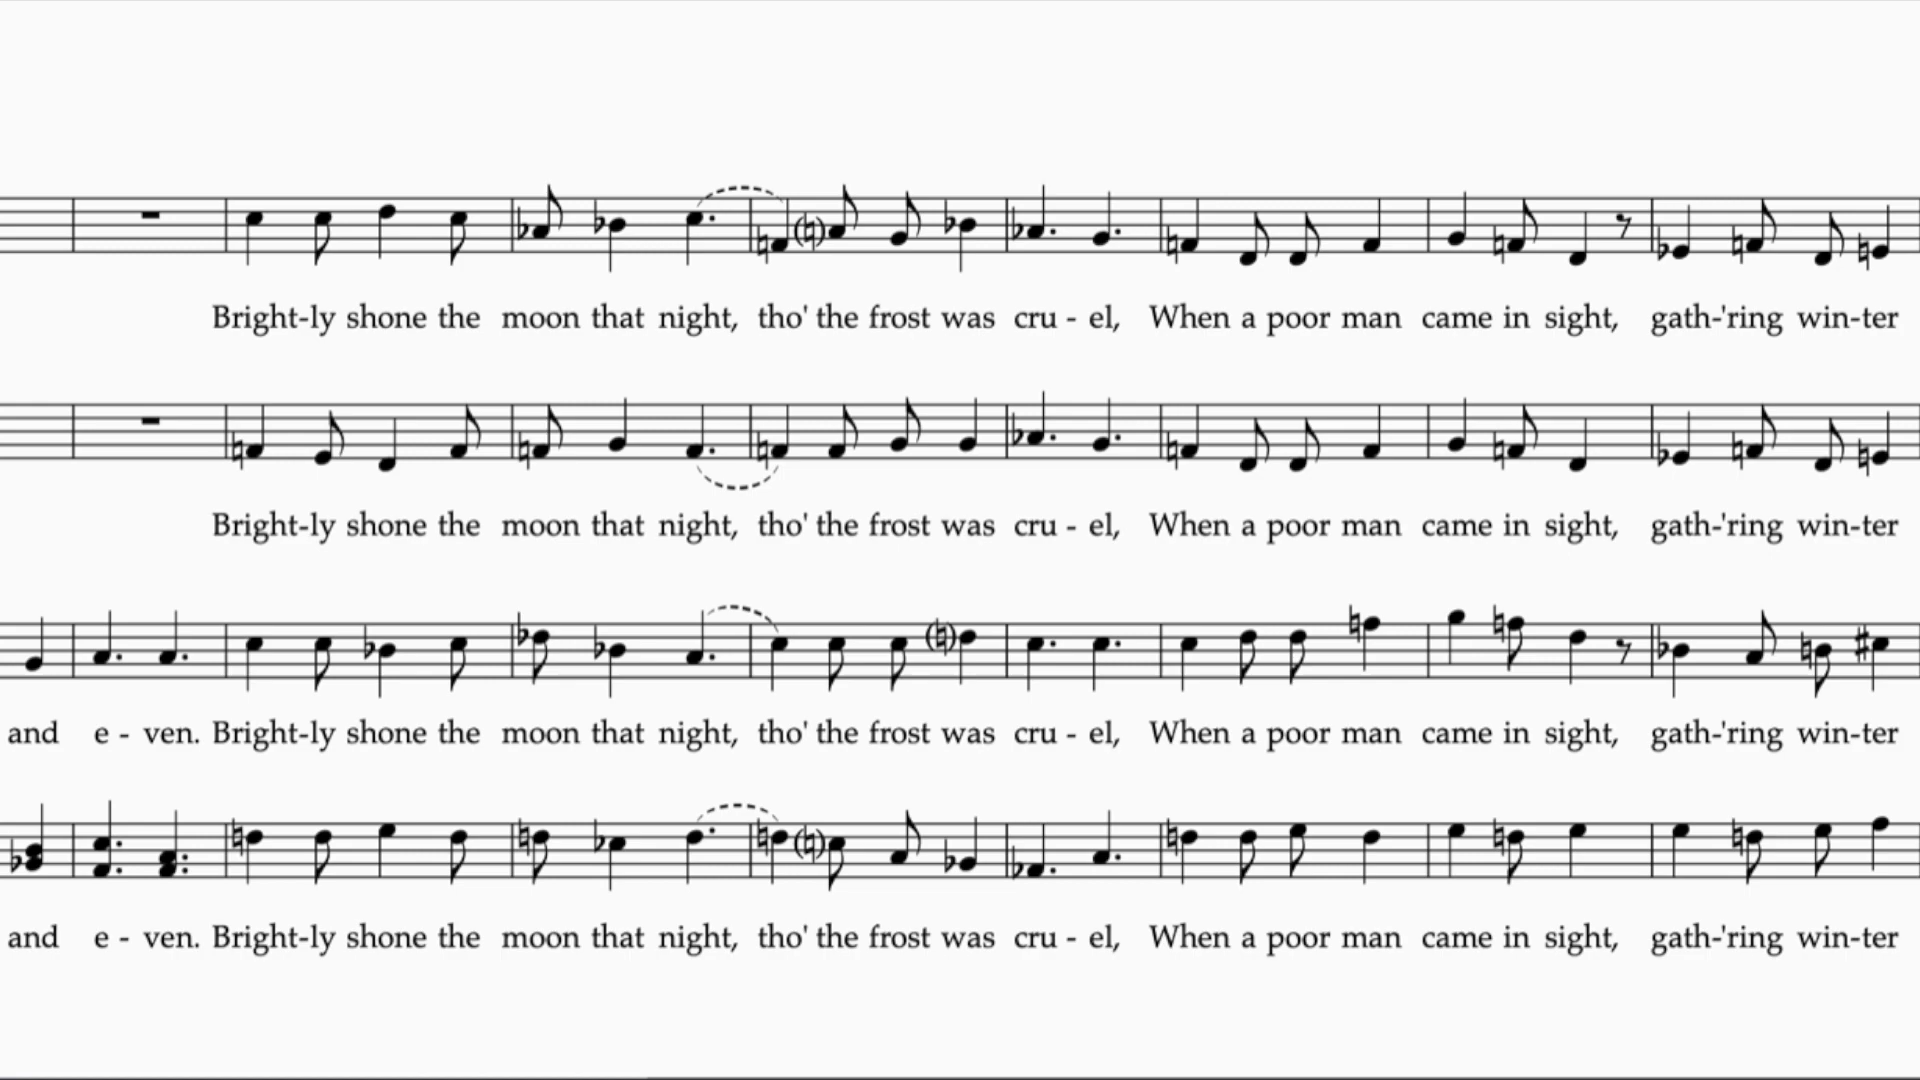 Bright-ly shone the moon that night, tho' the frost was cru - el, When a poor man came in sight, gath-'ring win-ter
Bright-ly shone the moon that night, tho' the frost was cru - el, When a poor man came in sight, gath-'ring win-ter
and e - ven. Bright-ly shone the moon that night, tho' the frost was cru - el, When a poor man came in sight, gath-'ring win-ter
and e - ven. Bright-ly shone the moon that night, tho' the frost was cru - el, When a poor man came in sight, gath-'ring win-ter